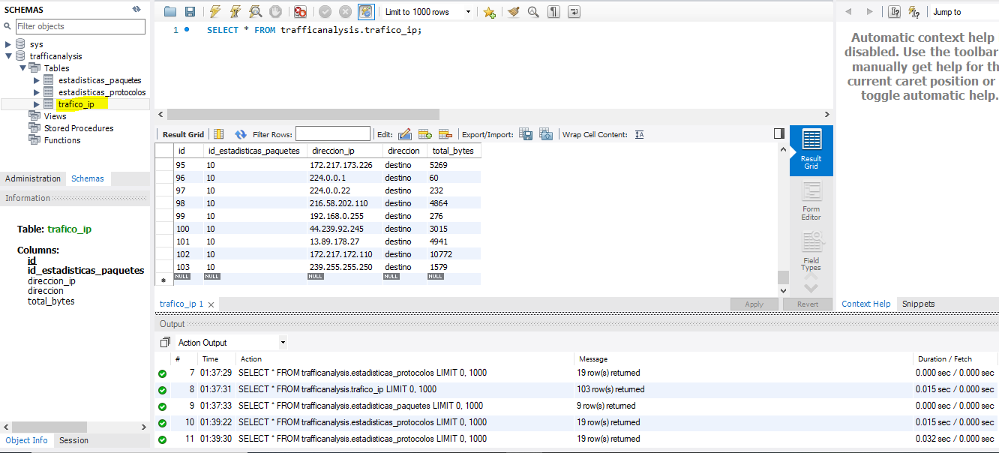 SCHEMAS
Filter objects
sys
trafficanalysis
Tables
estadisticas_paquetes
estadisticas_protocolos
trafico_ip
Views
Stored Procedures
Functions
Administration Schemas
Information
Table: trafico_ip
Columns:
id
id_estadisticas_paquetes
direccion_ip
direccion
total_bytes
Object Info Session
Limit to 1000 rows
1 SELECT * FROM trafficanalysis.trafico_ip;
Result Grid Filter Rows: Edit: Export/Import: Wrap Cell Content:
id id_estadisticas_paquetes direccion_ip direccion total_bytes
95 10 172.217.173.226 destino 5269
96 10 224.0.0.1 destino 60
97 10 224.0.0.22 destino 232
98 10 216.58.202.110 destino 4864
99 10 192.168.0.255 destino 276
100 10 44.239.92.245 destino 3015
101 10 13.89.178.27 destino 4941
102 10 172.217.172.110 destino 10772
103 10 239.255.255.250 destino 1579
NULL NULL NULL NULL NULL
Result
Grid
Form
Editor
Field
Types
trafico_ip 1
Apply Revert
Jump to
Automatic context help
disabled. Use the toolbar
manually get help for th
current caret position or
toggle automatic help.
Context Help Snippets
Output
Action Output
# Time Action Message Duration / Fetch
7 01:37:29 SELECT * FROM trafficanalysis.estadisticas_protocolos LIMIT 0, 1000 19 row(s) returned 0.000 sec / 0.000 sec
8 01:37:31 SELECT * FROM trafficanalysis.trafico_ip LIMIT 0, 1000 103 row(s) returned 0.015 sec / 0.000 sec
9 01:37:33 SELECT * FROM trafficanalysis.estadisticas_paquetes LIMIT 0, 1000 9 row(s) returned 0.000 sec / 0.000 sec
10 01:39:22 SELECT * FROM trafficanalysis.estadisticas_protocolos LIMIT 0, 1000 19 row(s) returned 0.015 sec / 0.000 sec
11 01:39:30 SELECT * FROM trafficanalysis.estadisticas_protocolos LIMIT 0, 1000 19 row(s) returned 0.032 sec / 0.000 sec